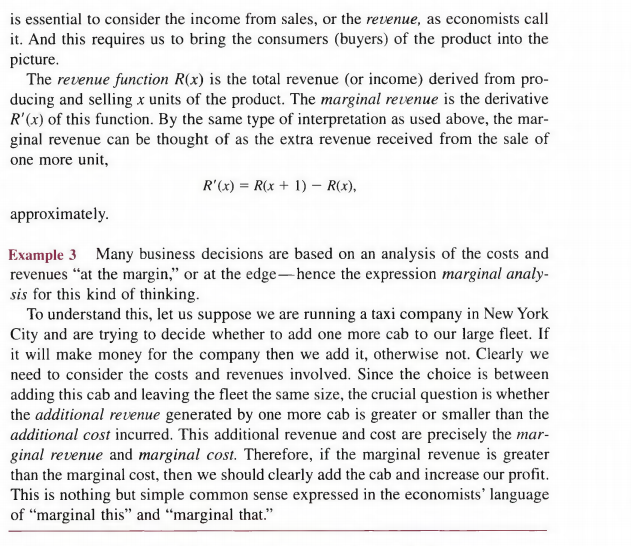 is essential to consider the income from sales, or the revenue, as economists call
it. And this requires us to bring the consumers (buyers) of the product into the
picture.
The revenue function R(x) is the total revenue (or income) derived from pro-
ducing and selling x units of the product. The marginal revenue is the derivative
R′(x) of this function. By the same type of interpretation as used above, the mar-
ginal revenue can be thought of as the extra revenue received from the sale of
one more unit,
R′(x) = R(x + 1) − R(x),
approximately.
Example 3 Many business decisions are based on an analysis of the costs and
revenues “at the margin,” or at the edge—hence the expression marginal analy-
sis for this kind of thinking.
To understand this, let us suppose we are running a taxi company in New York
City and are trying to decide whether to add one more cab to our large fleet. If
it will make money for the company then we add it, otherwise not. Clearly we
need to consider the costs and revenues involved. Since the choice is between
adding this cab and leaving the fleet the same size, the crucial question is whether
the additional revenue generated by one more cab is greater or smaller than the
additional cost incurred. This additional revenue and cost are precisely the mar-
ginal revenue and marginal cost. Therefore, if the marginal revenue is greater
than the marginal cost, then we should clearly add the cab and increase our profit.
This is nothing but simple common sense expressed in the economists’ language
of “marginal this” and “marginal that.”